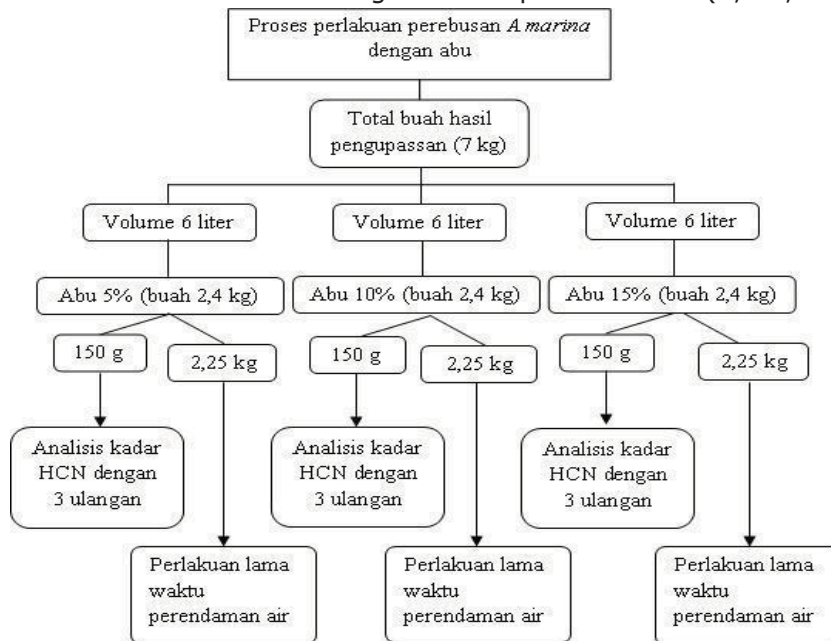 Proses perlakuan perebusan A marina
dengan abu
Total buah hasil
pengupassan (7 kg)
Volume 6 liter
Volume 6 liter
Volume 6 liter
Abu 5% (buah 2,4 kg)
Abu 10% (buah 2,4 kg)
Abu 15% (buah 2,4 kg)
150 g
2,25 kg
150 g
2,25 kg
150 g
2,25 kg
Analisis kadar
HCN dengan
3 ulangan
Analisis kadar
HCN dengan
3 ulangan
Analisis kadar
HCN dengan
3 ulangan
Perlakuan lama
waktu
perendaman air
Perlakuan lama
waktu
perendaman air
Perlakuan lama
waktu
perendaman air